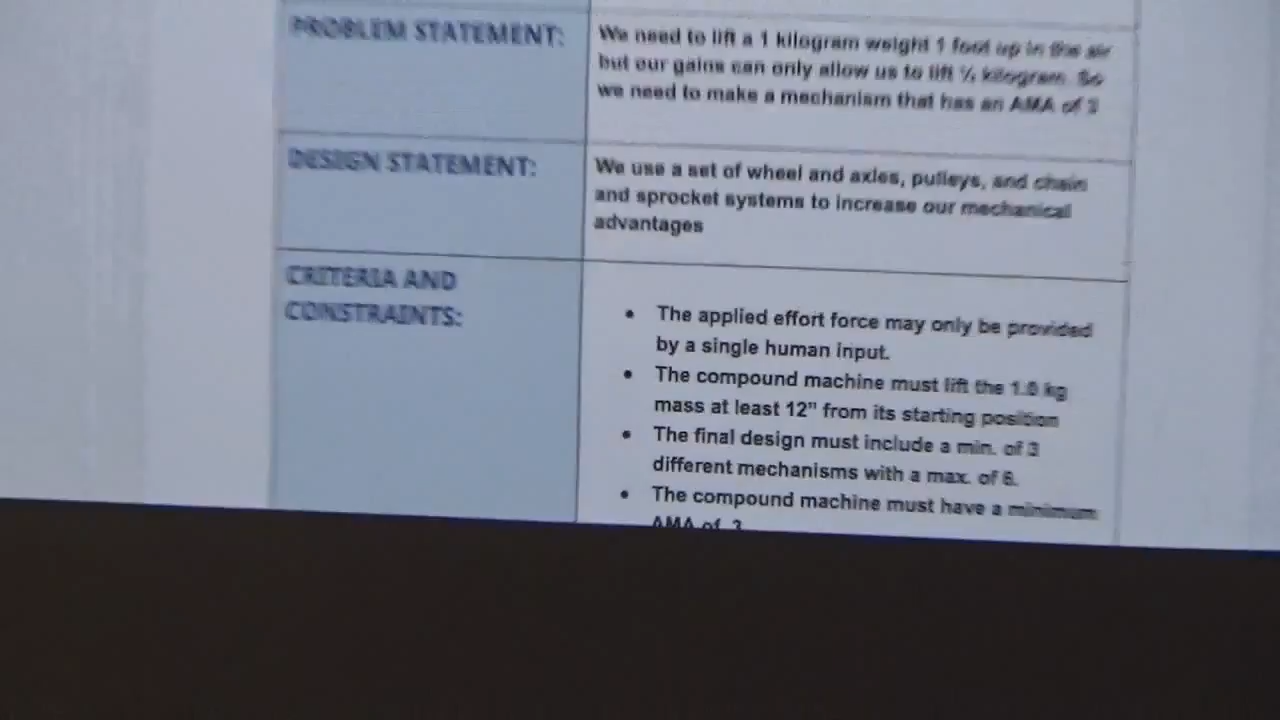 PROBLEM STATEMENT:
We need to lift a 1 kilogram weight 1 foot up in the air
but our gains can only allow us to lift ⅓ kilogram. So
we need to make a mechanism that has an AMA of 3
DESIGN STATEMENT:
We use a set of wheel and axles, pulleys, and chain
and sprocket systems to increase our mechanical
advantages
CRITERIA AND
CONSTRAINTS:
• The applied effort force may only be provided
by a single human input.
• The compound machine must lift the 1.0 kg
mass at least 12” from its starting position
• The final design must include a min. of 3
different mechanisms with a max. of 6.
• The compound machine must have a minimum
AMA of 3